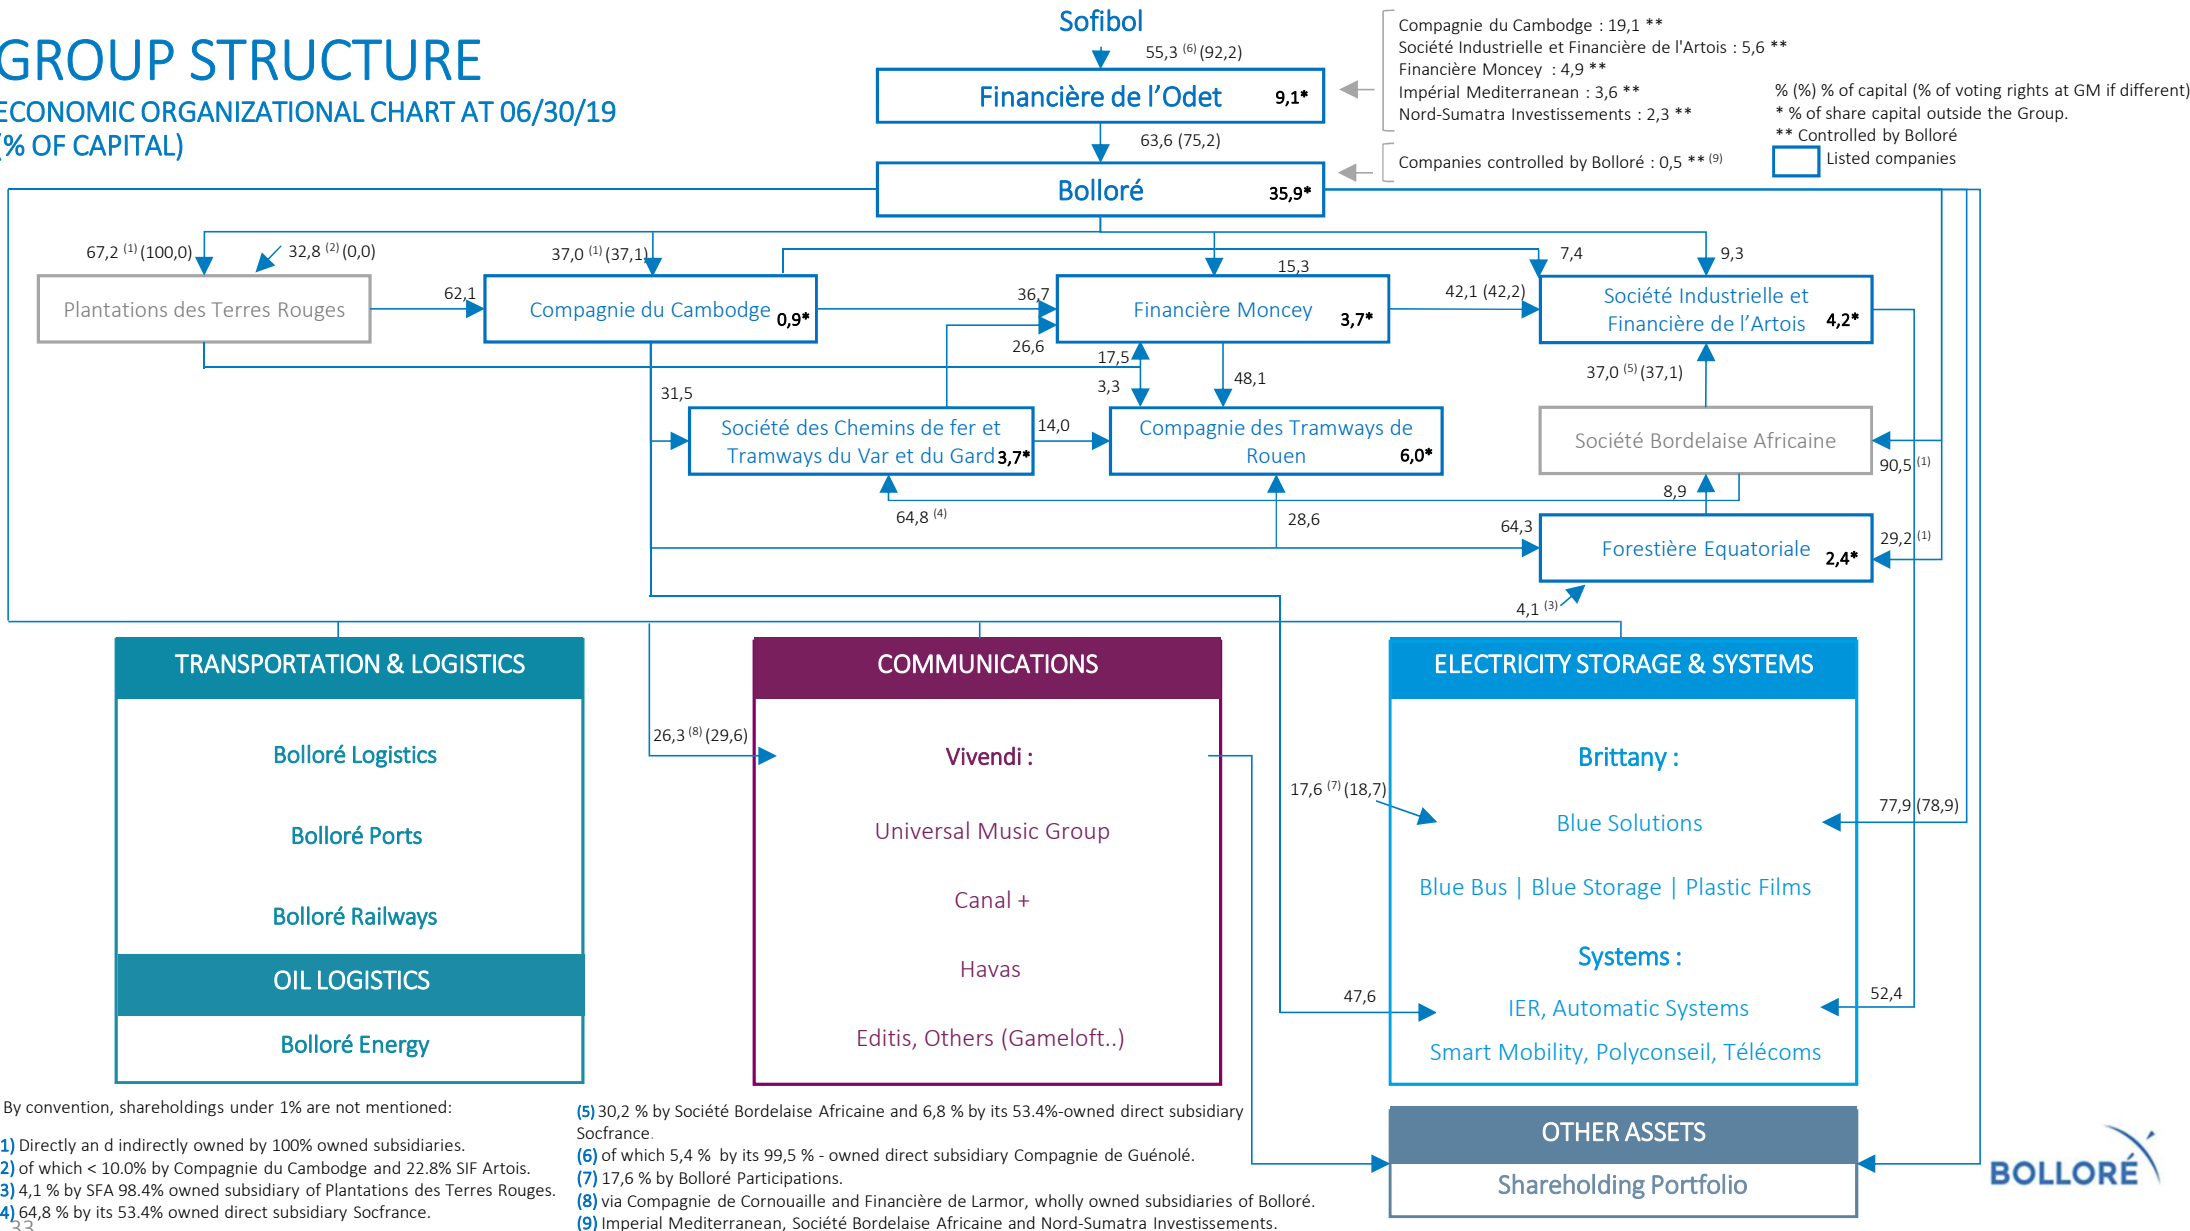 GROUP STRUCTURE
ECONOMIC ORGANIZATIONAL CHART AT 06/30/19
(% OF CAPITAL)
Sofibol
55,3 (6) (92,2)
Financière de l'Odet 9,1*
Compagnie du Cambodge : 19,1 **
Société Industrielle et Financière de l'Artois : 5,6 **
Financière Moncey : 4,9 **
Impérial Mediterranean : 3,6 **
Nord-Sumatra Investissements : 2,3 **
% (%) % of capital (% of voting rights at GM if different)
* % of share capital outside the Group.
** Controlled by Bolloré
Listed companies
63,6 (75,2)
Companies controlled by Bolloré : 0,5 ** (9)
Bolloré 35,9*
67,2 (1) (100,0)
32,8 (2) (0,0)
37,0 (1) (37,1)
15,3
7,4
9,3
Plantations des Terres Rouges
62,1
Compagnie du Cambodge 0,9*
36,7
Financière Moncey 3,7*
42,1 (42,2)
Société Industrielle et
Financière de l'Artois 4,2*
26,6
17,5
3,3
48,1
37,0 (5) (37,1)
31,5
Société des Chemins de fer et
Tramways du Var et du Gard 3,7*
14,0
Compagnie des Tramways de
Rouen 6,0*
Société Bordelaise Africaine
90,5 (1)
8,9
64,8 (4)
28,6
64,3
Forestière Equatoriale 2,4*
29,2 (1)
4,1 (3)
TRANSPORTATION & LOGISTICS
Bolloré Logistics
Bolloré Ports
Bolloré Railways
OIL LOGISTICS
Bolloré Energy
26,3 (8) (29,6)
COMMUNICATIONS
Vivendi :
Universal Music Group
Canal +
Havas
Editis, Others (Gameloft..)
ELECTRICITY STORAGE & SYSTEMS
Brittany :
17,6 (7) (18,7)
Blue Solutions
77,9 (78,9)
Blue Bus | Blue Storage | Plastic Films
Systems :
47,6
IER, Automatic Systems
52,4
Smart Mobility, Polyconseil, Télécoms
OTHER ASSETS
Shareholding Portfolio
By convention, shareholdings under 1% are not mentioned:
1) Directly an d indirectly owned by 100% owned subsidiaries.
2) of which < 10.0% by Compagnie du Cambodge and 22.8% SIF Artois.
3) 4,1 % by SFA 98.4% owned subsidiary of Plantations des Terres Rouges.
4) 64,8 % by its 53.4% owned direct subsidiary Socfrance.
33
(5) 30,2 % by Société Bordelaise Africaine and 6,8 % by its 53.4%-owned direct subsidiary
Socfrance.
(6) of which 5,4 % by its 99,5 % - owned direct subsidiary Compagnie de Guénolé.
(7) 17,6 % by Bolloré Participations.
(8) via Compagnie de Cornouaille and Financière de Larmor, wholly owned subsidiaries of Bolloré.
(9) Imperial Mediterranean, Société Bordelaise Africaine and Nord-Sumatra Investissements.
BOLLORÉ